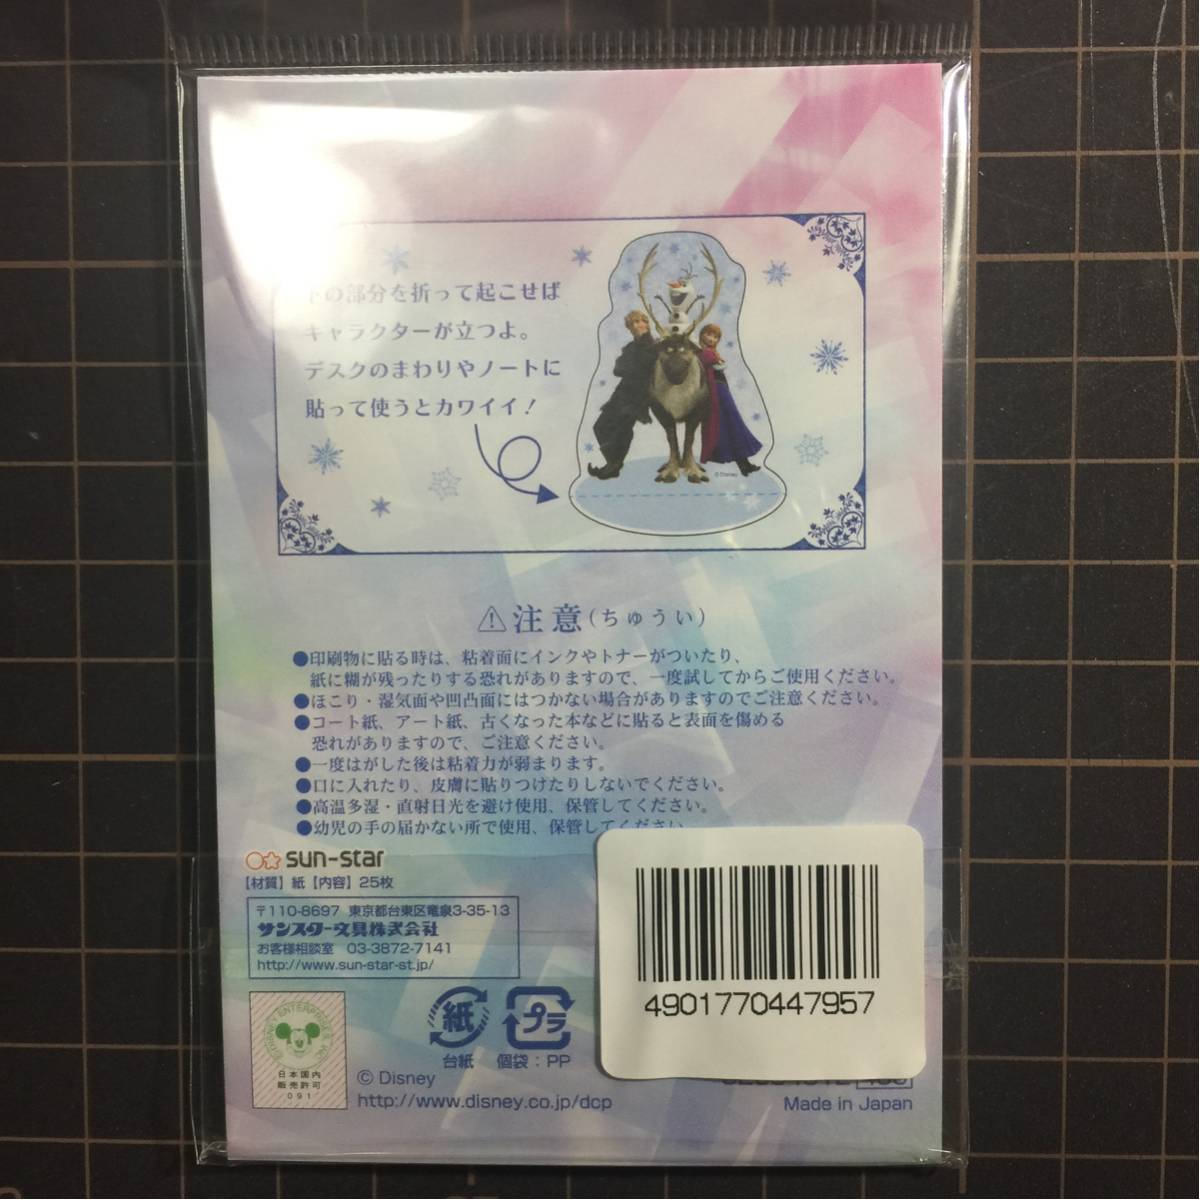 の部分を折って起こせば
キャラクターが立つよ。
デスクのまわりやノートに
貼って使うとカワイイ!
© Disney
注意(ちゅうい)
●印刷物に貼る時は、粘着面にインクやトナーがついたり、
紙に糊が残ったりする恐れがありますので、一度試してからご使用ください。
●ほこり・湿気面や凹凸面にはつかない場合がありますのでご注意ください。
●コート紙、アート紙、古くなった本などに貼ると表面を傷める
恐れがありますので、ご注意ください。
●一度はがした後は粘着力が弱まります。
●口に入れたり、皮膚に貼りつけたりしないでください。
●高温多湿・直射日光を避け使用、保管してください。
●幼児の手の届かない所で使用、保管してください
sun-star
【材質】紙【内容】25枚
〒110-8697 東京都台東区竜泉3-35-13
サンスター文具株式会社
お客様相談室 03-3872-7141
http://www.sun-star-st.jp/
DISNEY ENTERPRISES, INC.
日本国内
販売許可
091
紙
台紙
プラ
個袋:PP
© Disney
http://www.disney.co.jp/dcp
4901770447957
Made in Japan